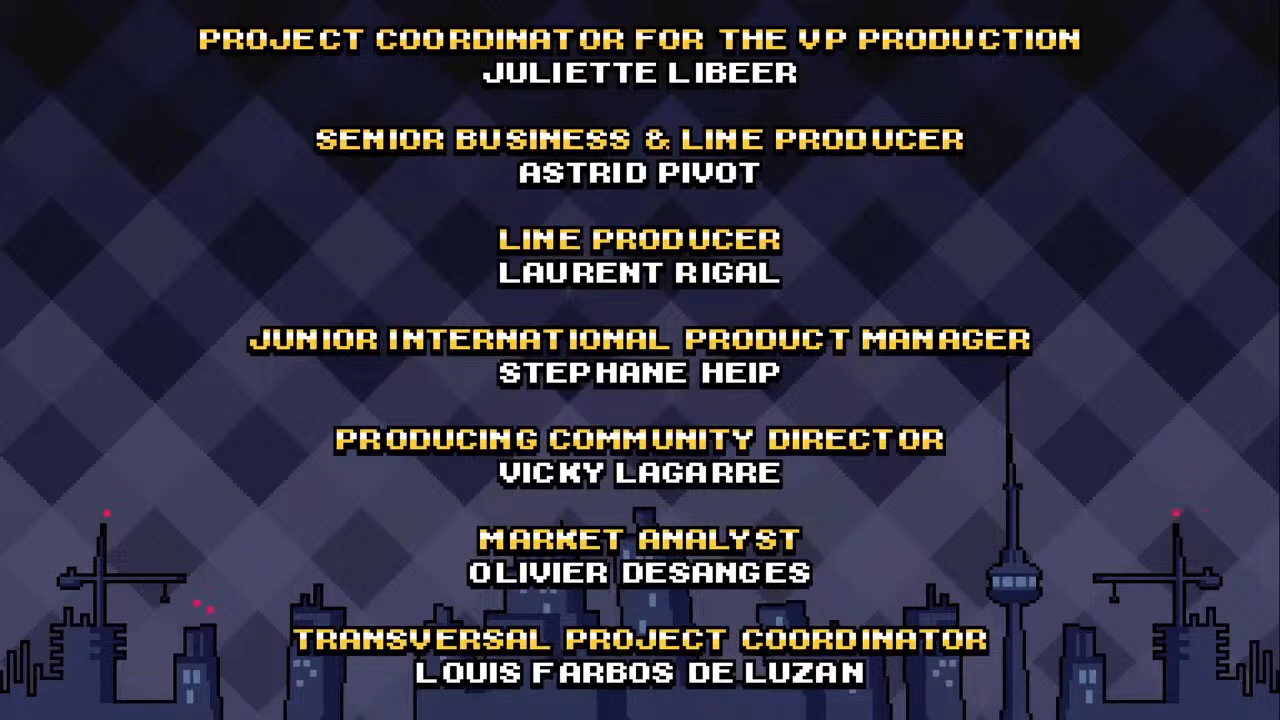 PROJECT COORDINATOR FOR THE VP PRODUCTION
JULIETTE LIBEER
SENIOR BUSINESS & LINE PRODUCER
ASTRID PIVOT
LINE PRODUCER
LAURENT RIGAL
JUNIOR INTERNATIONAL PRODUCT MANAGER
STEPHANE HEIP
PRODUCING COMMUNITY DIRECTOR
VICKY LAGARRE
MARKET ANALYST
OLIVIER DESANGES
TRANSVERSAL PROJECT COORDINATOR
LOUIS FARBOS DE LUZAN